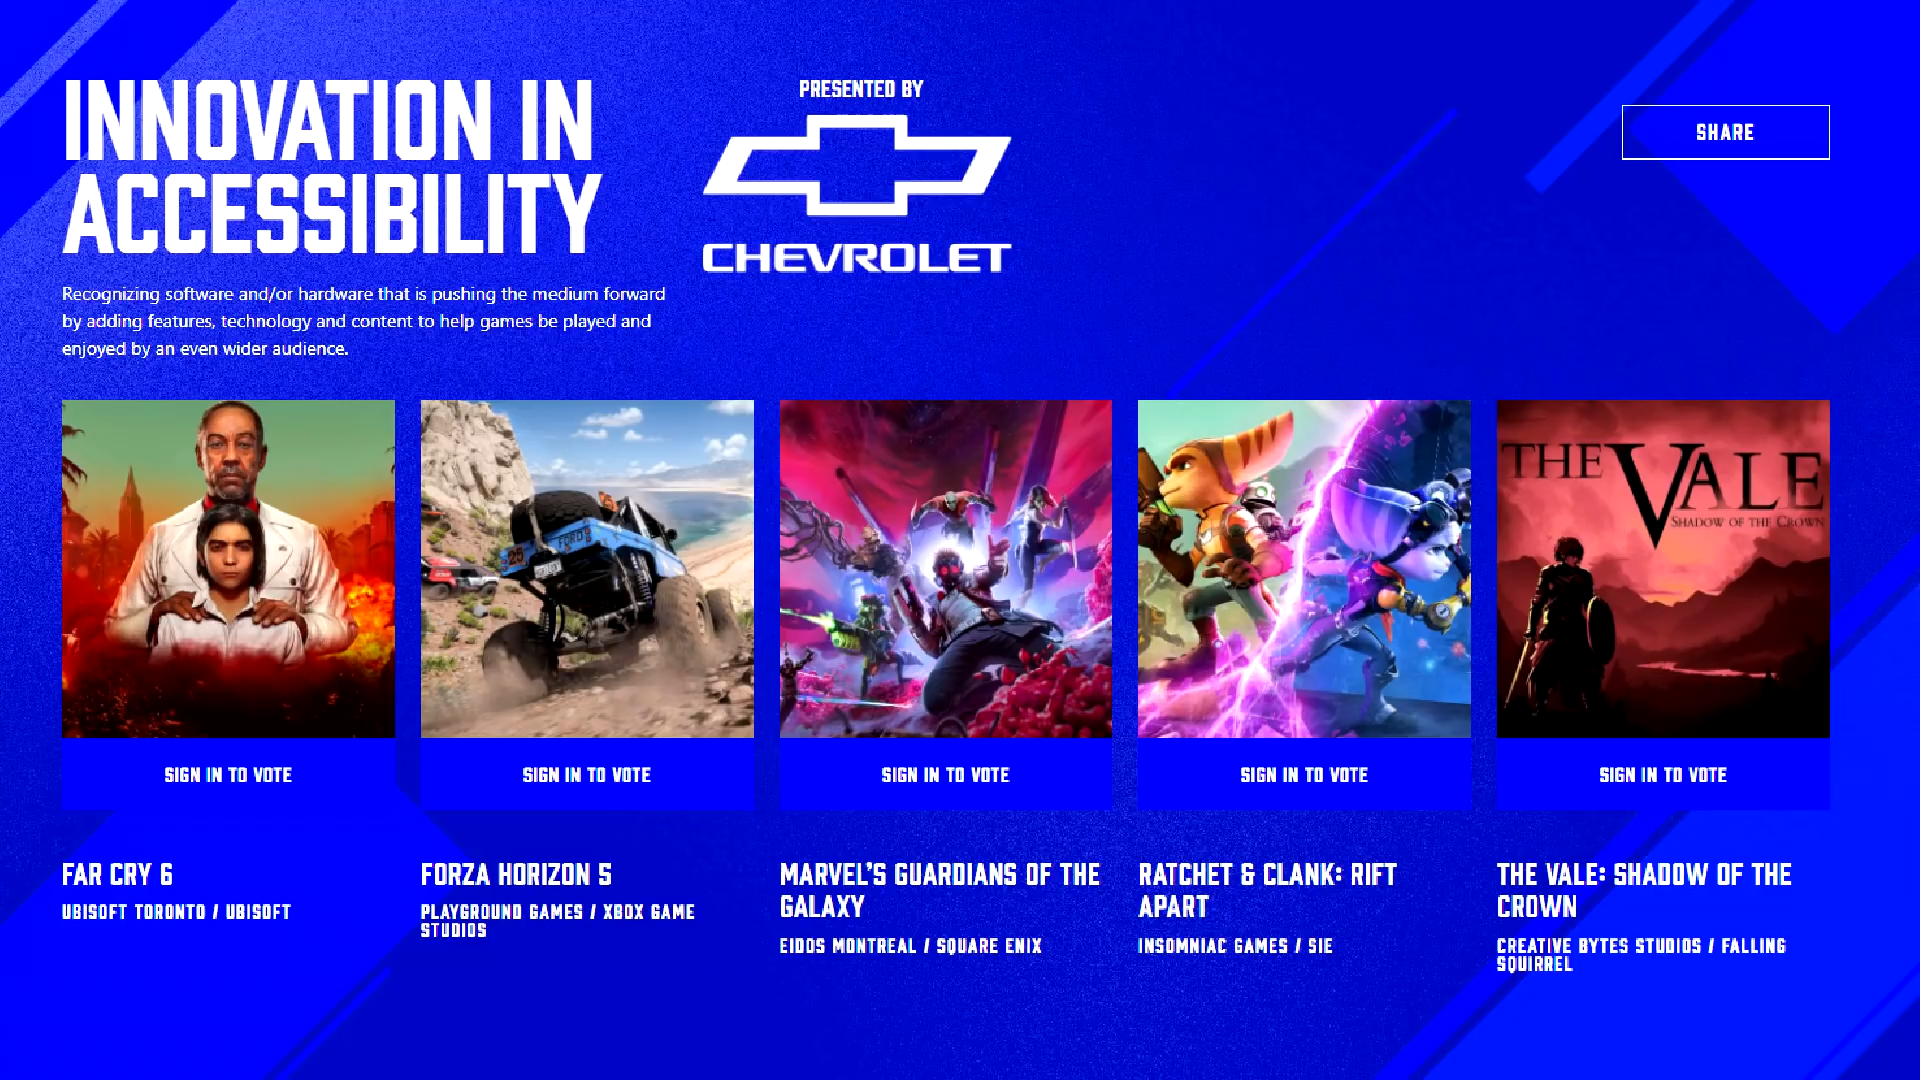 INNOVATION IN
ACCESSIBILITY
PRESENTED BY
CHEVROLET
SHARE
Recognizing software and/or hardware that is pushing the medium forward
by adding features, technology and content to help games be played and
enjoyed by an even wider audience.
FORD
25
THE VALE
SHADOW OF THE CROWN
SIGN IN TO VOTE
SIGN IN TO VOTE
SIGN IN TO VOTE
SIGN IN TO VOTE
SIGN IN TO VOTE
FAR CRY 6
UBISOFT TORONTO / UBISOFT
FORZA HORIZON 5
PLAYGROUND GAMES / XBOX GAME
STUDIOS
MARVEL'S GUARDIANS OF THE
GALAXY
EIDOS MONTREAL / SQUARE ENIX
RATCHET & CLANK: RIFT
APART
INSOMNIAC GAMES / SIE
THE VALE: SHADOW OF THE
CROWN
CREATIVE BYTES STUDIOS / FALLING
SQUIRREL